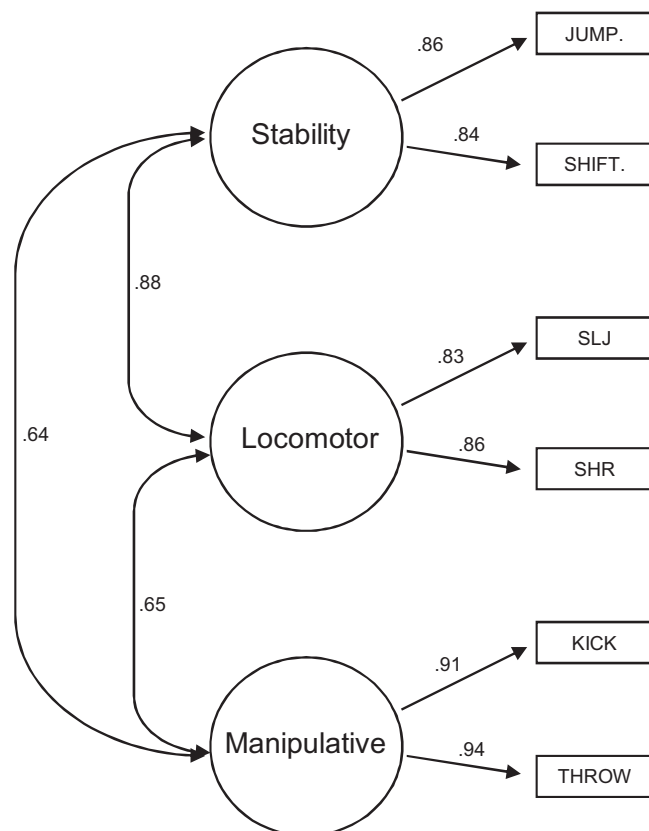 JUMP.
.86
Stability
.84
SHIFT.
.88
SLJ
.83
Locomotor
.64
.86
SHR
.65
KICK
.91
Manipulative
.94
THROW